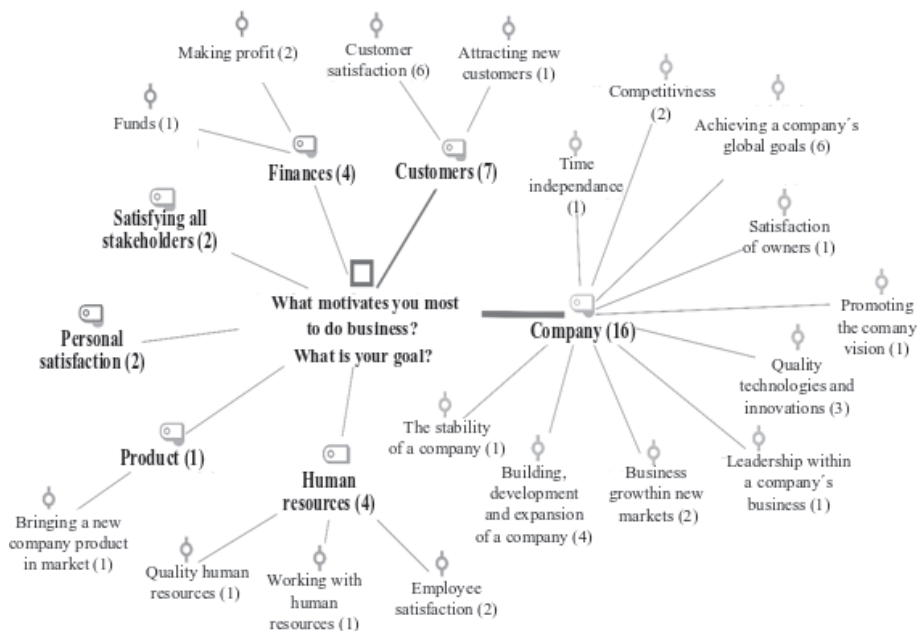 Making profit (2)
Customer
satisfaction (6)
Attracting new
customers (1)
Competitivness
(2)
Achieving a company´s
global goals (6)
Funds (1)
Finances (4)
Customers (7)
Time
independance
(1)
Satisfying all
stakeholders (2)
Satisfaction
of owners (1)
What motivates you most
to do business?
What is your goal?
Company (16)
Promoting
the comany
vision (1)
Personal
satisfaction (2)
Quality
technologies and
innovations (3)
The stability
of a company (1)
Product (1)
Human
resources (4)
Building,
development
and expansion
of a company (4)
Business
growthin new
markets (2)
Leadership within
a company´s
business (1)
Bringing a new
company product
in market (1)
Quality human
resources (1)
Working with
human
resources (1)
Employee
satisfaction (2)